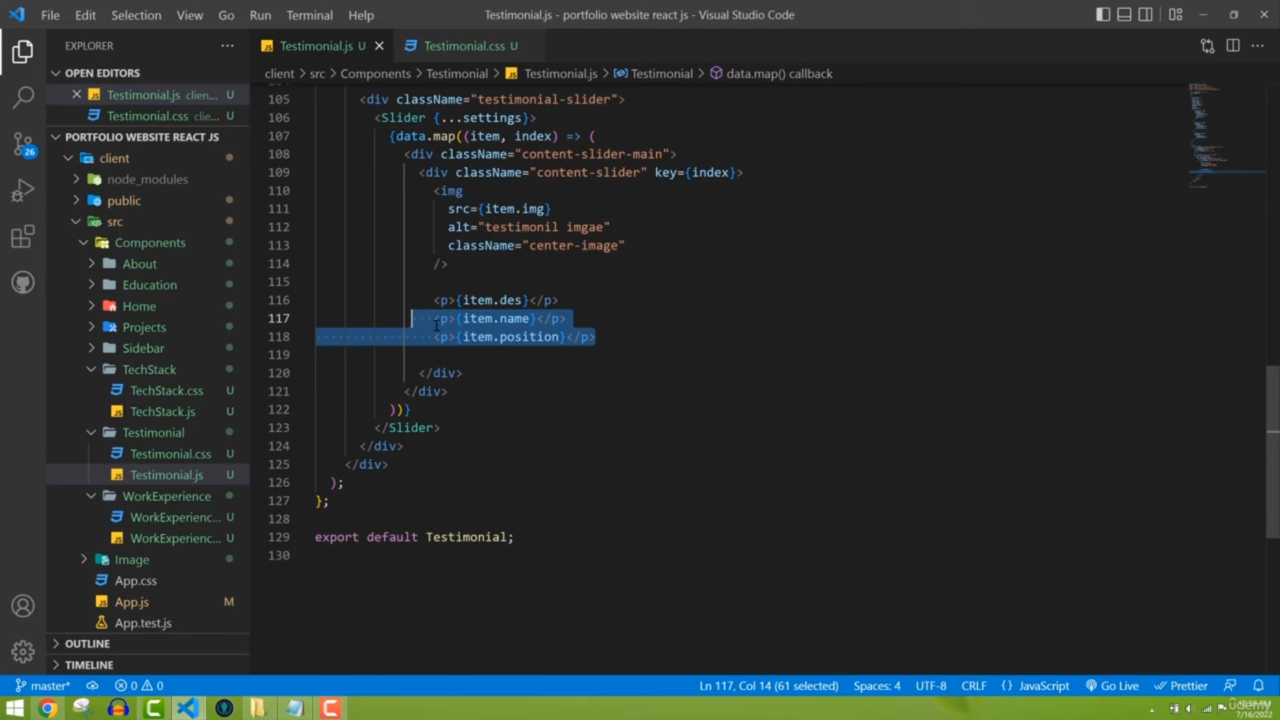 File Edit Selection View Go Run Terminal Help Testimonial.js - portfolio website react js - Visual Studio Code
EXPLORER
OPEN EDITORS
Testimonial.js clien... U
Testimonial.css clie... U
PORTFOLIO WEBSITE REACT JS
26
client
node_modules
public
src
Components
About
Education
Home
Projects
Sidebar
TechStack
TechStack.css U
TechStack.js U
Testimonial
Testimonial.css U
Testimonial.js U
WorkExperience
WorkExperienc... U
WorkExperienc... U
Image
App.css
App.js M
App.test.js
OUTLINE
TIMELINE
Testimonial.js U
Testimonial.css U
client > src > Components > Testimonial > Testimonial.js > Testimonial > data.map() callback
105 <div className="testimonial-slider">
106 <Slider {...settings}>
107 {data.map((item, index) => (
108 <div className="content-slider-main">
109 <div className="content-slider" key={index}>
110 <img
111 src={item.img}
112 alt="testimonil imgae"
113 className="center-image"
114 />
115
116 <p>{item.des}</p>
117 <p>{item.name}</p>
118 <p>{item.position}</p>
119
120 </div>
121 </div>
122 ))}
123 </Slider>
124 </div>
125 </div>
126 );
127 };
128
129 export default Testimonial;
130
master* 0 0 Ln 117, Col 14 (61 selected) Spaces: 4 UTF-8 CRLF {} JavaScript Go Live Prettier
udemy
7/16/2022